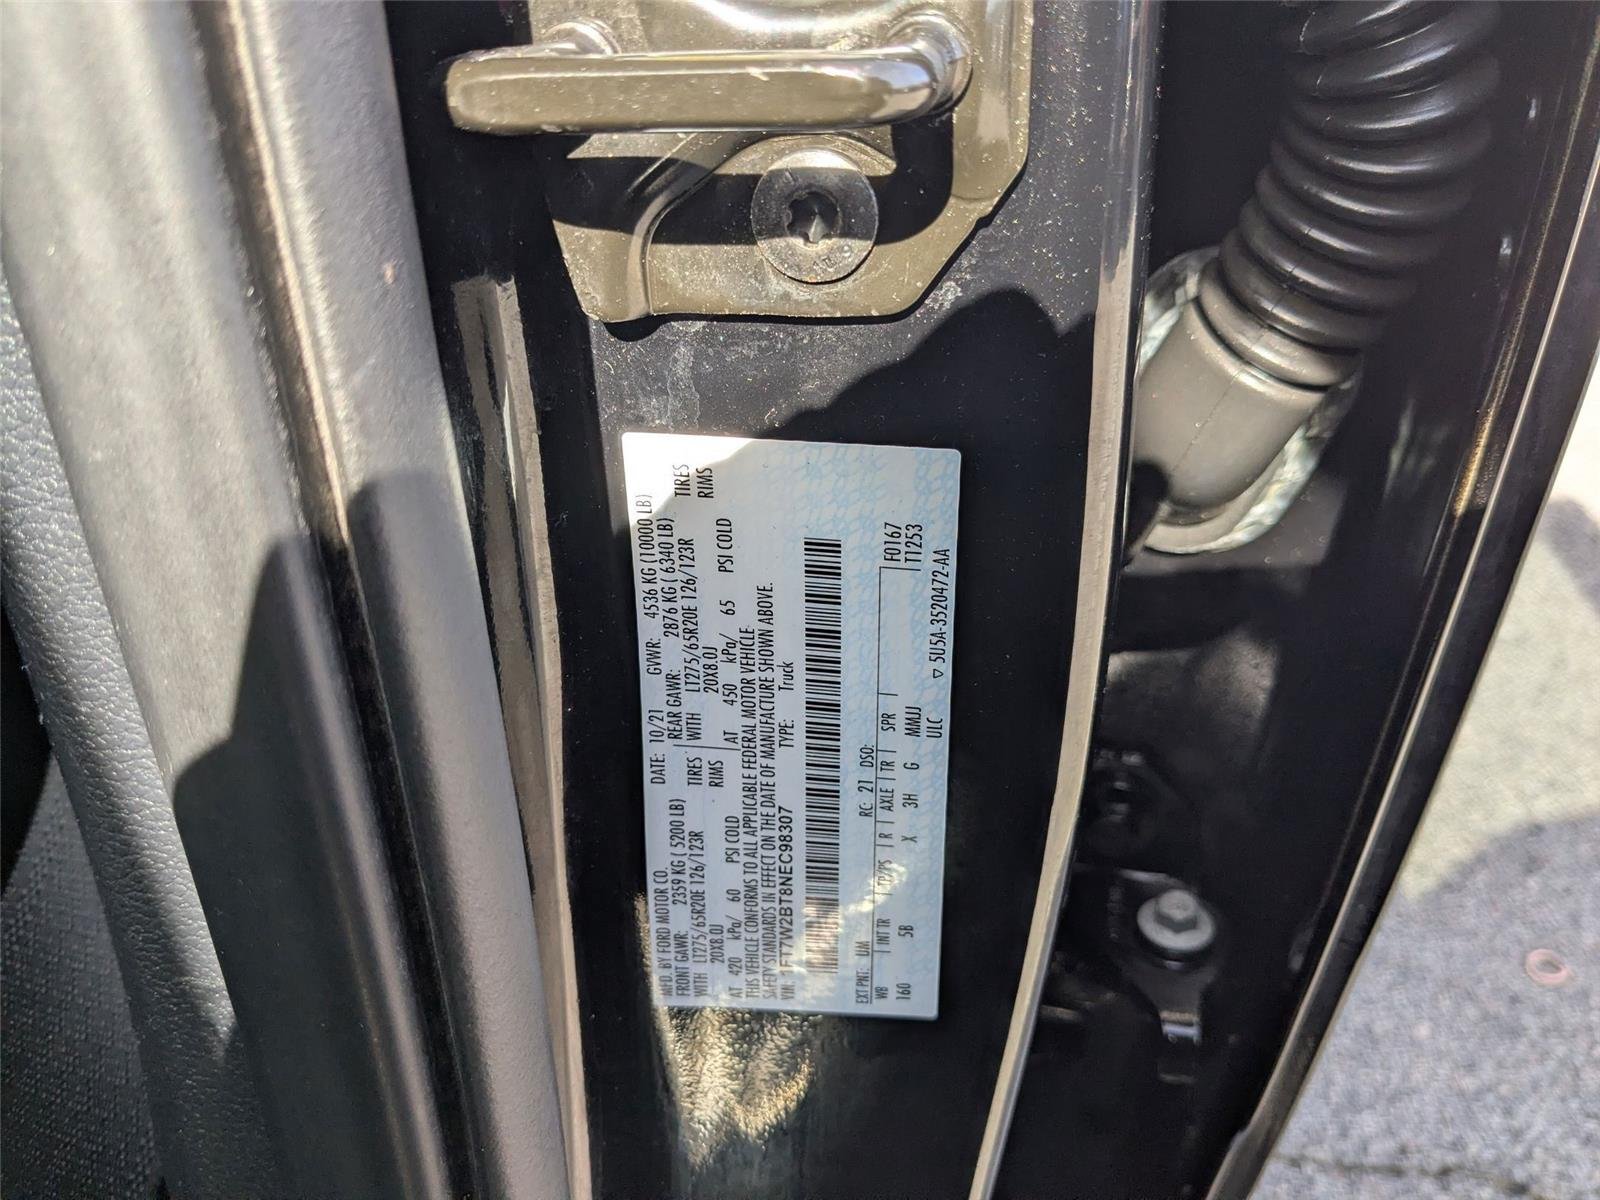 MFD. BY FORD MOTOR CO.
DATE: 10/21 GVWR: 4536 KG (10000 LB)
FRONT GAWR: 2359 KG ( 5200 LB) REAR GAWR: 2876 KG ( 6340 LB)
WITH LT275/65R20E 126/123R TIRES WITH LT275/65R20E 126/123R TIRES
20X8.0J RIMS 20X8.0J RIMS
AT 420 kPa/ 60 PSI COLD AT 450 kPa/ 65 PSI COLD
THIS VEHICLE CONFORMS TO ALL APPLICABLE FEDERAL MOTOR VEHICLE
SAFETY STANDARDS IN EFFECT ON THE DATE OF MANUFACTURE SHOWN ABOVE.
VIN: 1FT7W2BT8NEC98307 TYPE: Truck
EXT PNT: UM RC: 21 DSO: F0167
WB INT TR TP/PS R AXLE TR SPR T1253
160 5B X 3H G MMJJ
ULC ▽ 5U5A-3520472-AA